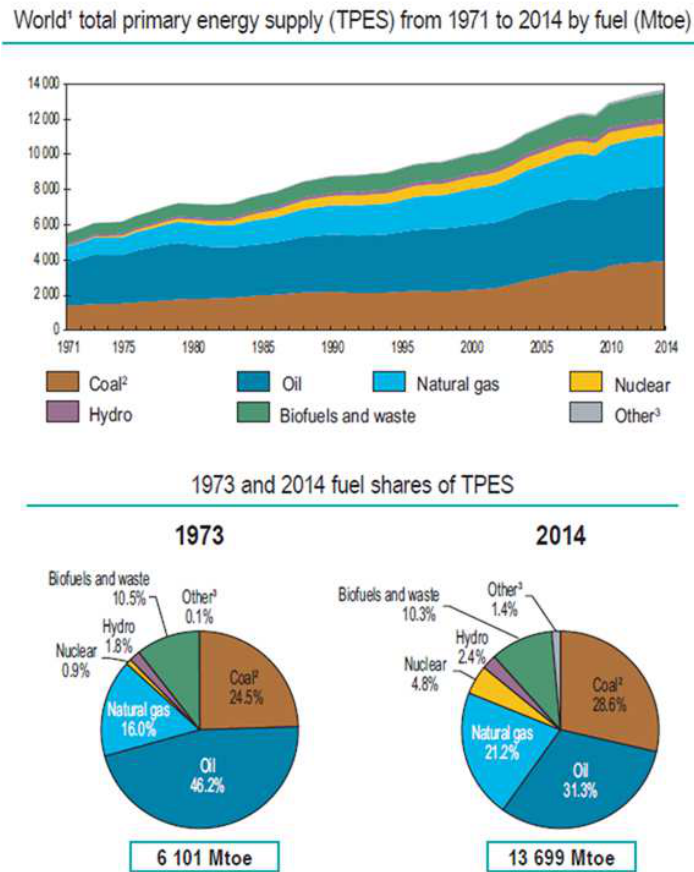 World¹ total primary energy supply (TPES) from 1971 to 2014 by fuel (Mtoe)
14 000
12 000
10 000
8 000
6 000
4 000
2 000
0
1971 1975 1980 1985 1990 1995 2000 2005 2010 2014
Coal² Oil Natural gas Nuclear
Hydro Biofuels and waste Other³
1973 and 2014 fuel shares of TPES
1973
Biofuels and waste
10.5%
Other³
0.1%
Hydro
1.8%
Nuclear
0.9%
Coal²
24.5%
Natural gas
16.0%
Oil
46.2%
6 101 Mtoe
2014
Other³
1.4%
Biofuels and waste
10.3%
Hydro
2.4%
Nuclear
4.8%
Coal²
28.6%
Natural gas
21.2%
Oil
31.3%
13 699 Mtoe